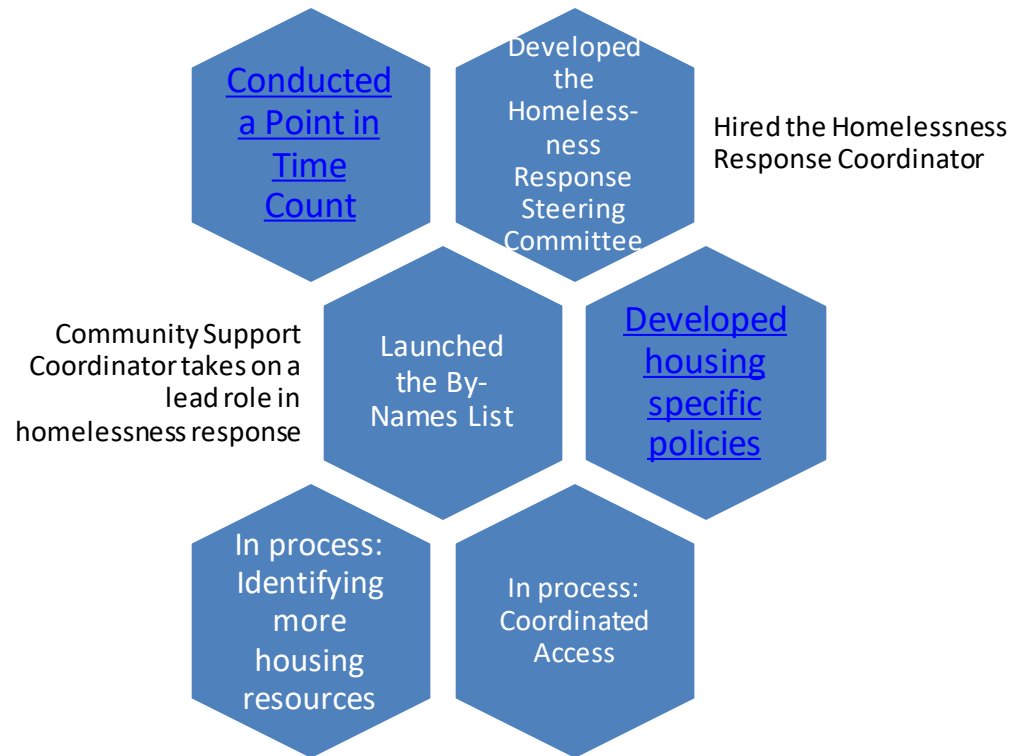 Conducted
a Point in
Time
Count
Developed
the
Homeless-
ness
Response
Steering
Committee
Hired the Homelessness
Response Coordinator
Community Support
Coordinator takes on a
lead role in
homelessness response
Launched
the By-
Names List
Developed
housing
specific
policies
In process:
Identifying
more
housing
resources
In process:
Coordinated
Access